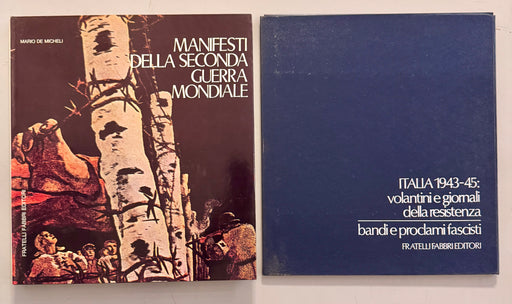 MARIO DE MICHELI
MANIFESTI
DELLA SECONDA
GUERRA
MONDIALE
FRATELLI FABBRI EDITORI
ITALIA 1943-45:
volantini e giornali
della resistenza
bandi e proclami fascisti
FRATELLI FABBRI EDITORI